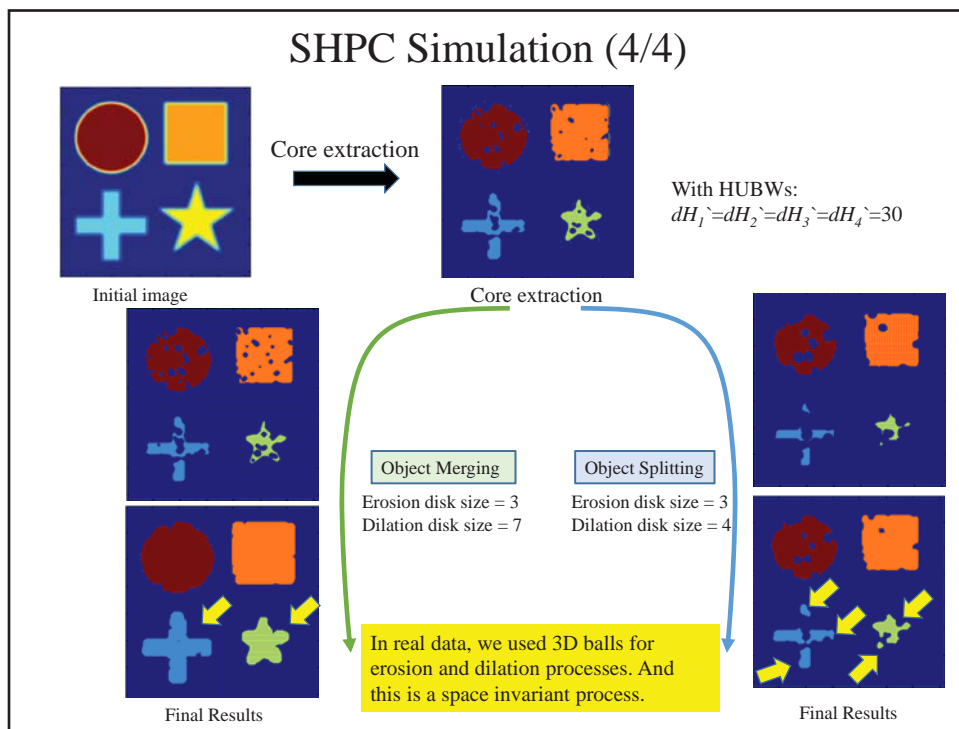 SHPC Simulation (4/4)
Core extraction
With HUBWs:
dH₁`=dH₂`=dH₃`=dH₄`=30
Initial image
Core extraction
Object Merging
Erosion disk size = 3
Dilation disk size = 7
Object Splitting
Erosion disk size = 3
Dilation disk size = 4
In real data, we used 3D balls for
erosion and dilation processes. And
this is a space invariant process.
Final Results
Final Results